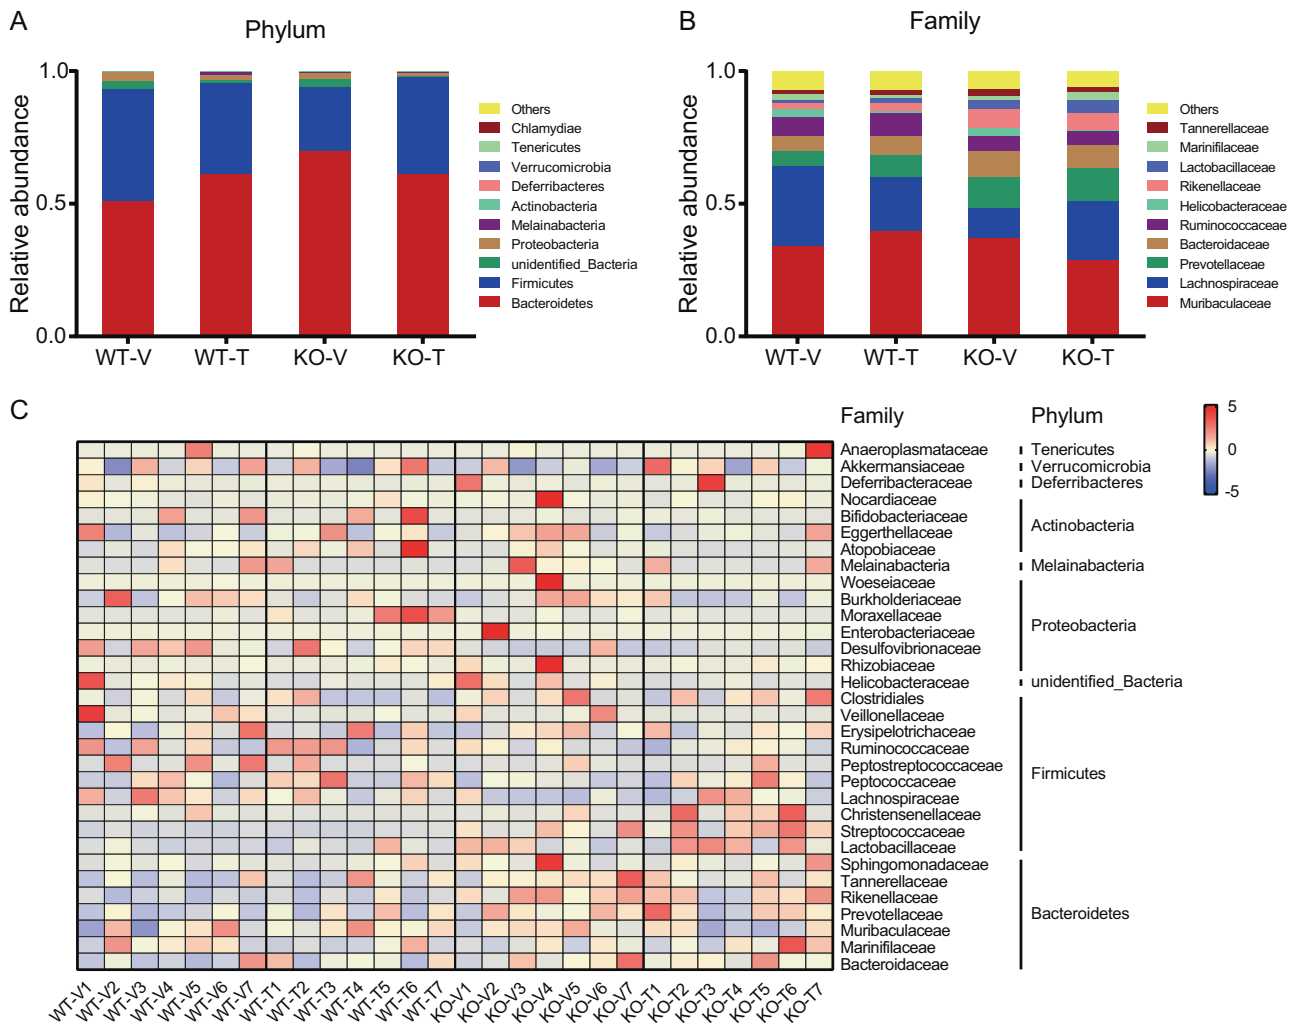 A
Phylum
Relative abundance
1.0
0.5
0.0
WT-V
WT-T
KO-V
KO-T
Others
Chlamydiae
Tenericutes
Verrucomicrobia
Deferribacteres
Actinobacteria
Melainabacteria
Proteobacteria
unidentified_Bacteria
Firmicutes
Bacteroidetes
B
Family
Relative abundance
1.0
0.5
0.0
WT-V
WT-T
KO-V
KO-T
Others
Tannerellaceae
Marinifilaceae
Lactobacillaceae
Rikenellaceae
Helicobacteraceae
Ruminococcaceae
Bacteroidaceae
Prevotellaceae
Lachnospiraceae
Muribaculaceae
C
Family
Phylum
5
0
-5
Anaeroplasmataceae
Akkermansiaceae
Deferribacteraceae
Nocardiaceae
Bifidobacteriaceae
Eggerthellaceae
Atopobiaceae
Melainabacteria
Woeseiaceae
Burkholderiaceae
Moraxellaceae
Enterobacteriaceae
Desulfovibrionaceae
Rhizobiaceae
Helicobacteraceae
Clostridiales
Veillonellaceae
Erysipelotrichaceae
Ruminococcaceae
Peptostreptococcaceae
Peptococcaceae
Lachnospiraceae
Christensenellaceae
Streptococcaceae
Lactobacillaceae
Sphingomonadaceae
Tannerellaceae
Rikenellaceae
Prevotellaceae
Muribaculaceae
Marinifilaceae
Bacteroidaceae
Tenericutes
Verrucomicrobia
Deferribacteres
Actinobacteria
Melainabacteria
Proteobacteria
unidentified_Bacteria
Firmicutes
Bacteroidetes
WT-V1
WT-V2
WT-V3
WT-V4
WT-V5
WT-V6
WT-V7
WT-T1
WT-T2
WT-T3
WT-T4
WT-T5
WT-T6
WT-T7
KO-V1
KO-V2
KO-V3
KO-V4
KO-V5
KO-V6
KO-V7
KO-T1
KO-T2
KO-T3
KO-T4
KO-T5
KO-T6
KO-T7